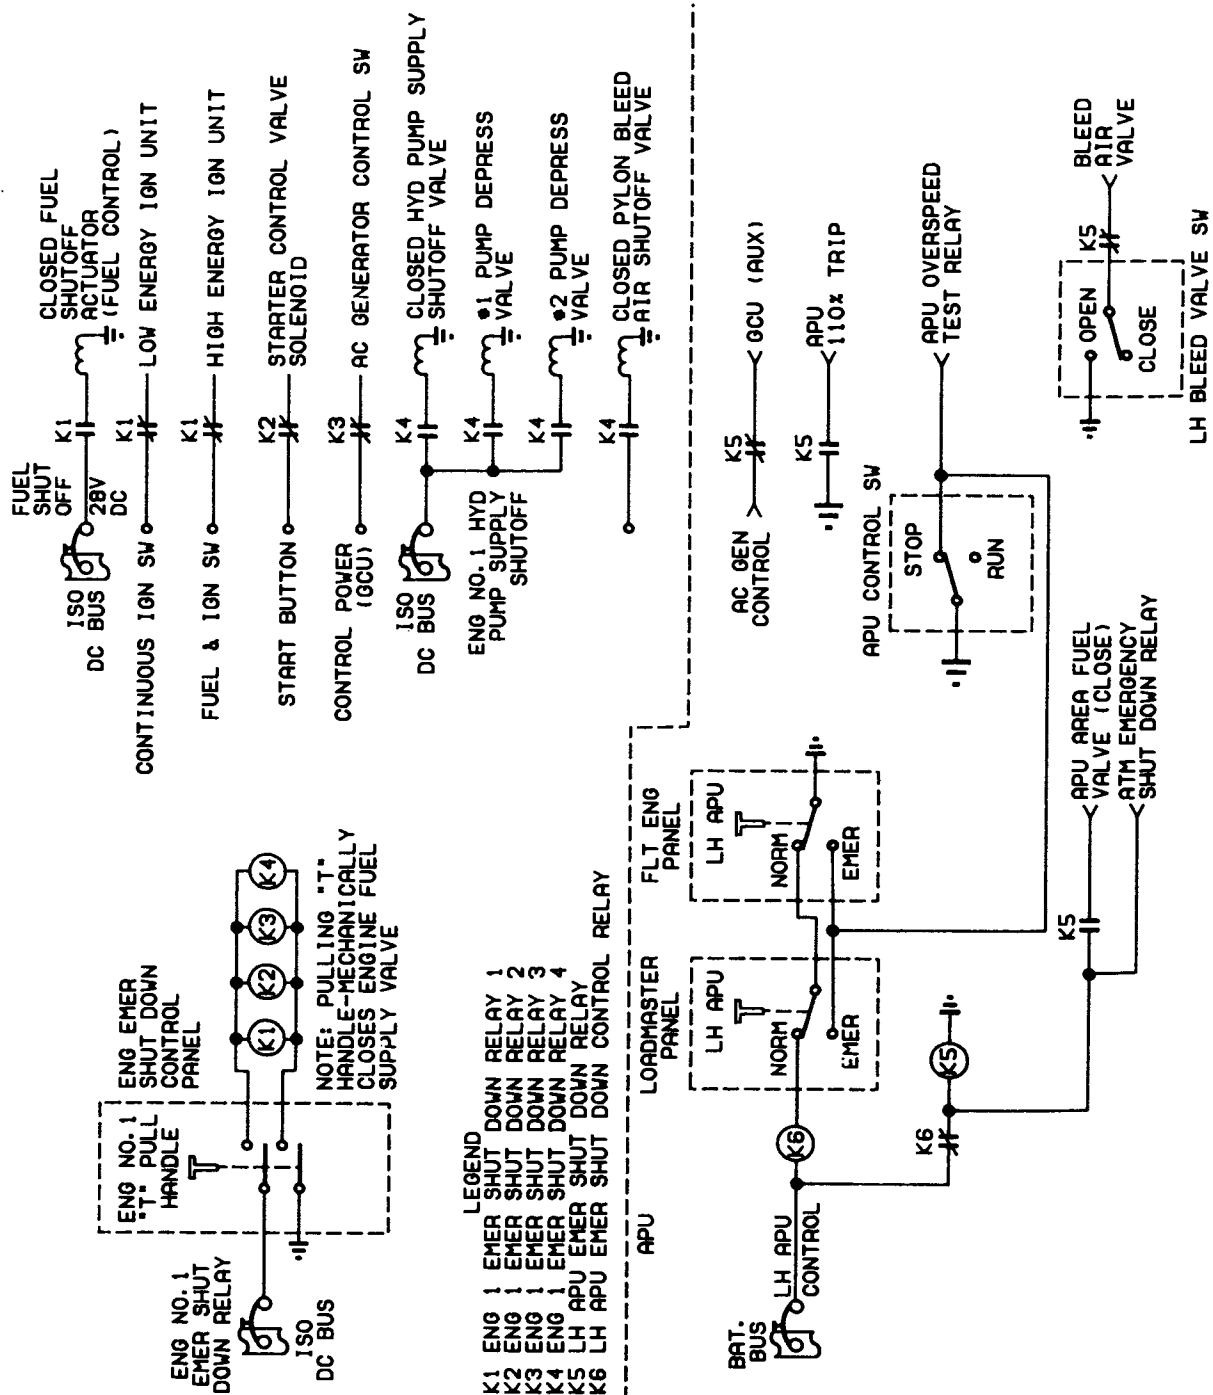 ENG NO. 1
EMER SHUT
DOWN RELAY
ISO
DC BUS
ENG NO. 1
"T" PULL
HANDLE
ENG EMER
SHUT DOWN
CONTROL
PANEL
K1
K2
K3
K4
NOTE: PULLING "T"
HANDLE-MECHANICALLY
CLOSES ENGINE FUEL
SUPPLY VALVE
LEGEND
K1 ENG 1 EMER SHUT DOWN RELAY 1
K2 ENG 1 EMER SHUT DOWN RELAY 2
K3 ENG 1 EMER SHUT DOWN RELAY 3
K4 ENG 1 EMER SHUT DOWN RELAY 4
K5 LH APU EMER SHUT DOWN RELAY
K6 LH APU EMER SHUT DOWN CONTROL RELAY
FUEL
SHUT
OFF
28V
DC
ISO
DC BUS
K1
CLOSED FUEL
SHUTOFF
ACTUATOR
(FUEL CONTROL)
CONTINUOUS IGN SW
K1
LOW ENERGY IGN UNIT
FUEL & IGN SW
K1
HIGH ENERGY IGN UNIT
START BUTTON
K2
STARTER CONTROL VALVE
SOLENOID
CONTROL POWER
(GCU)
K3
AC GENERATOR CONTROL SW
ISO
DC BUS
K4
CLOSED HYD PUMP SUPPLY
SHUTOFF VALVE
ENG NO. 1 HYD
PUMP SUPPLY
SHUTOFF
K4
#1 PUMP DEPRESS
VALVE
K4
#2 PUMP DEPRESS
VALVE
K4
CLOSED PYLON BLEED
AIR SHUTOFF VALVE
APU
BAT.
BUS
LH APU
CONTROL
K6
LOADMASTER
PANEL
LH APU
NORM
EMER
FLT ENG
PANEL
LH APU
NORM
EMER
K6
K5
K5
APU AREA FUEL
VALVE (CLOSE)
ATM EMERGENCY
SHUT DOWN RELAY
AC GEN
CONTROL
K5
GCU (AUX)
K5
APU
110% TRIP
APU CONTROL SW
STOP
RUN
APU OVERSPEED
TEST RELAY
OPEN
CLOSE
K5
BLEED
AIR
VALVE
LH BLEED VALVE SW